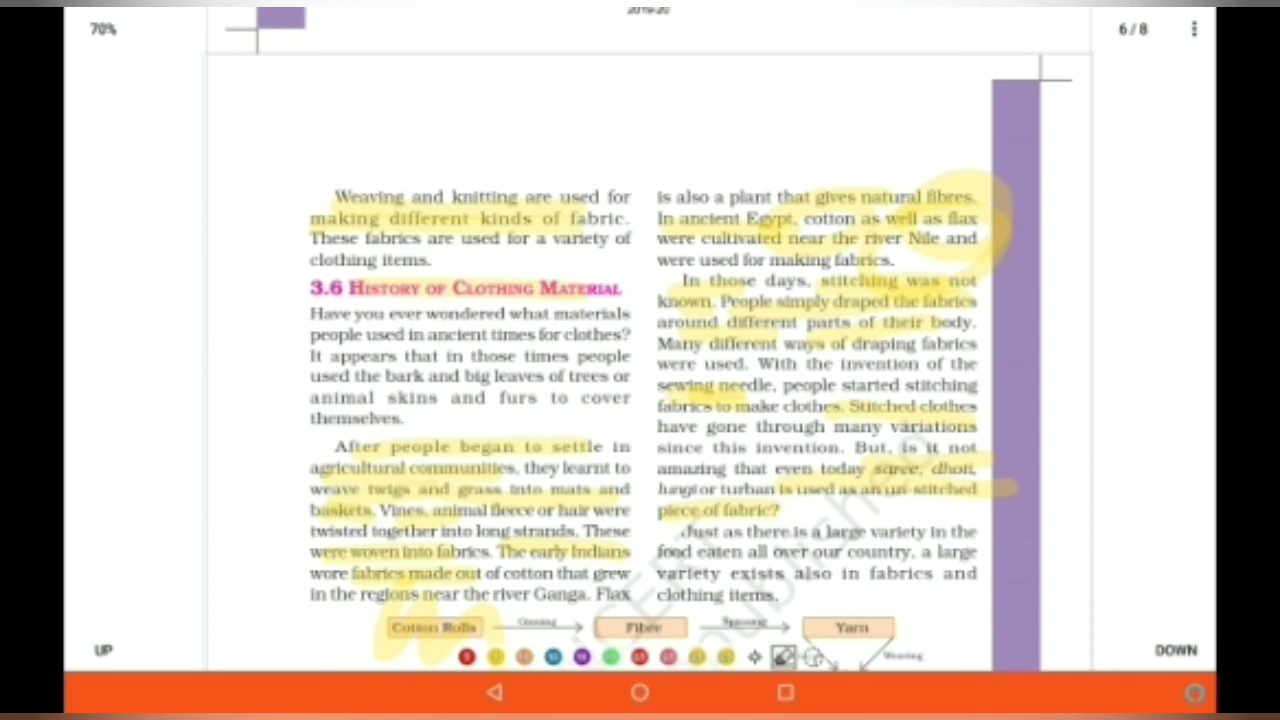 2019-20
70%
6 / 8
Weaving and knitting are used for
making different kinds of fabric.
These fabrics are used for a variety of
clothing items.
3.6 HISTORY OF CLOTHING MATERIAL
Have you ever wondered what materials
people used in ancient times for clothes?
It appears that in those times people
used the bark and big leaves of trees or
animal skins and furs to cover
themselves.
After people began to settle in
agricultural communities, they learnt to
weave twigs and grass into mats and
baskets. Vines, animal fleece or hair were
twisted together into long strands. These
were woven into fabrics. The early Indians
wore fabrics made out of cotton that grew
in the regions near the river Ganga. Flax
is also a plant that gives natural fibres.
In ancient Egypt, cotton as well as flax
were cultivated near the river Nile and
were used for making fabrics.
In those days, stitching was not
known. People simply draped the fabrics
around different parts of their body.
Many different ways of draping fabrics
were used. With the invention of the
sewing needle, people started stitching
fabrics to make clothes. Stitched clothes
have gone through many variations
since this invention. But, is it not
amazing that even today saree, dhoti,
lungi or turban is used as an un-stitched
piece of fabric?
Just as there is a large variety in the
food eaten all over our country, a large
variety exists also in fabrics and
clothing items.
Cotton Rolls
Ginning
Fibre
Spinning
Yarn
Weaving
UP
DOWN